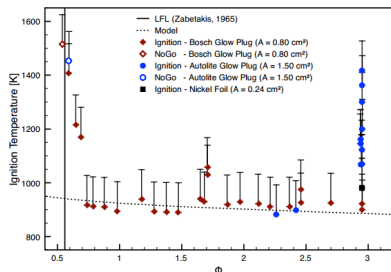 LFL (Zabetakis, 1965)
Model
Ignition - Bosch Glow Plug (A = 0.80 cm²)
NoGo - Bosch Glow Plug (A = 0.80 cm²)
Ignition - Autolite Glow Plug (A = 1.50 cm²)
NoGo - Autolite Glow Plug (A = 1.50 cm²)
Ignition - Nickel Foil (A = 0.24 cm²)
Ignition Temperature [K]
1600
1400
1200
1000
900
0.5 1 1.5 2 2.5 3
Φ